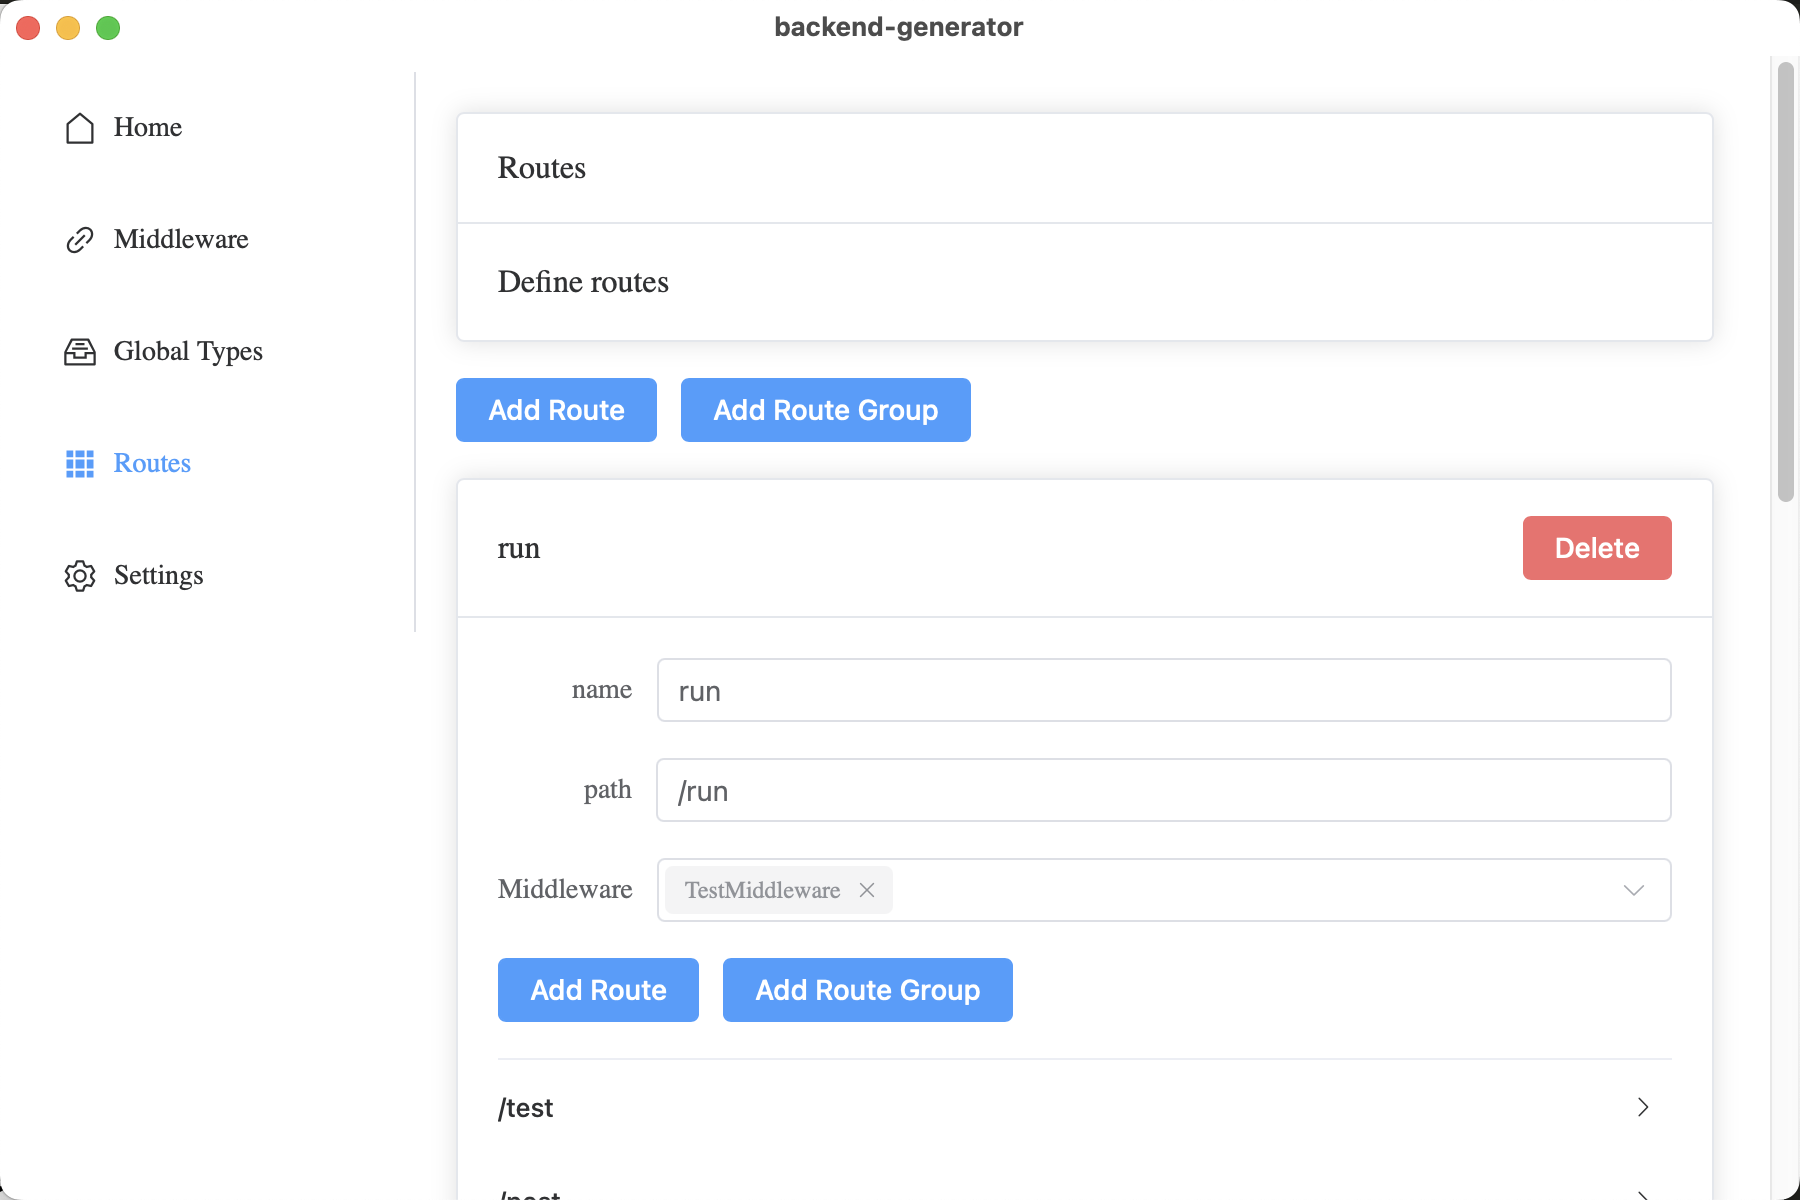 backend-generator
Home
Middleware
Global Types
Routes
Settings
Routes
Define routes
Add Route Add Route Group
run Delete
name run
path /run
Middleware TestMiddleware
Add Route Add Route Group
/test